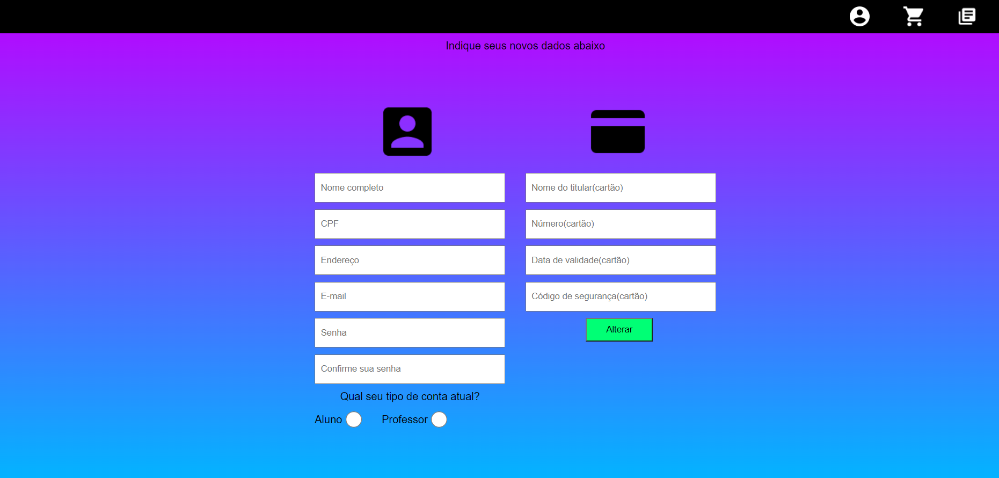 Indique seus novos dados abaixo
Nome completo
CPF
Endereço
E-mail
Senha
Confirme sua senha
Qual seu tipo de conta atual?
Aluno Professor
Nome do titular(cartão)
Número(cartão)
Data de validade(cartão)
Código de segurança(cartão)
Alterar